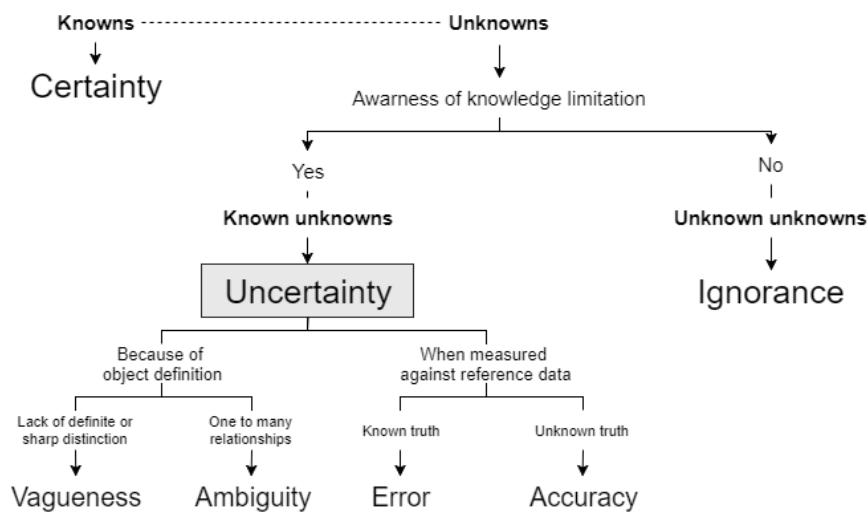 Knowns
Unknowns
Certainty
Awarness of knowledge limitation
Yes
No
Known unknowns
Unknown unknowns
Uncertainty
Ignorance
Because of
object definition
When measured
against reference data
Lack of definite or
sharp distinction
One to many
relationships
Known truth
Unknown truth
Vagueness
Ambiguity
Error
Accuracy